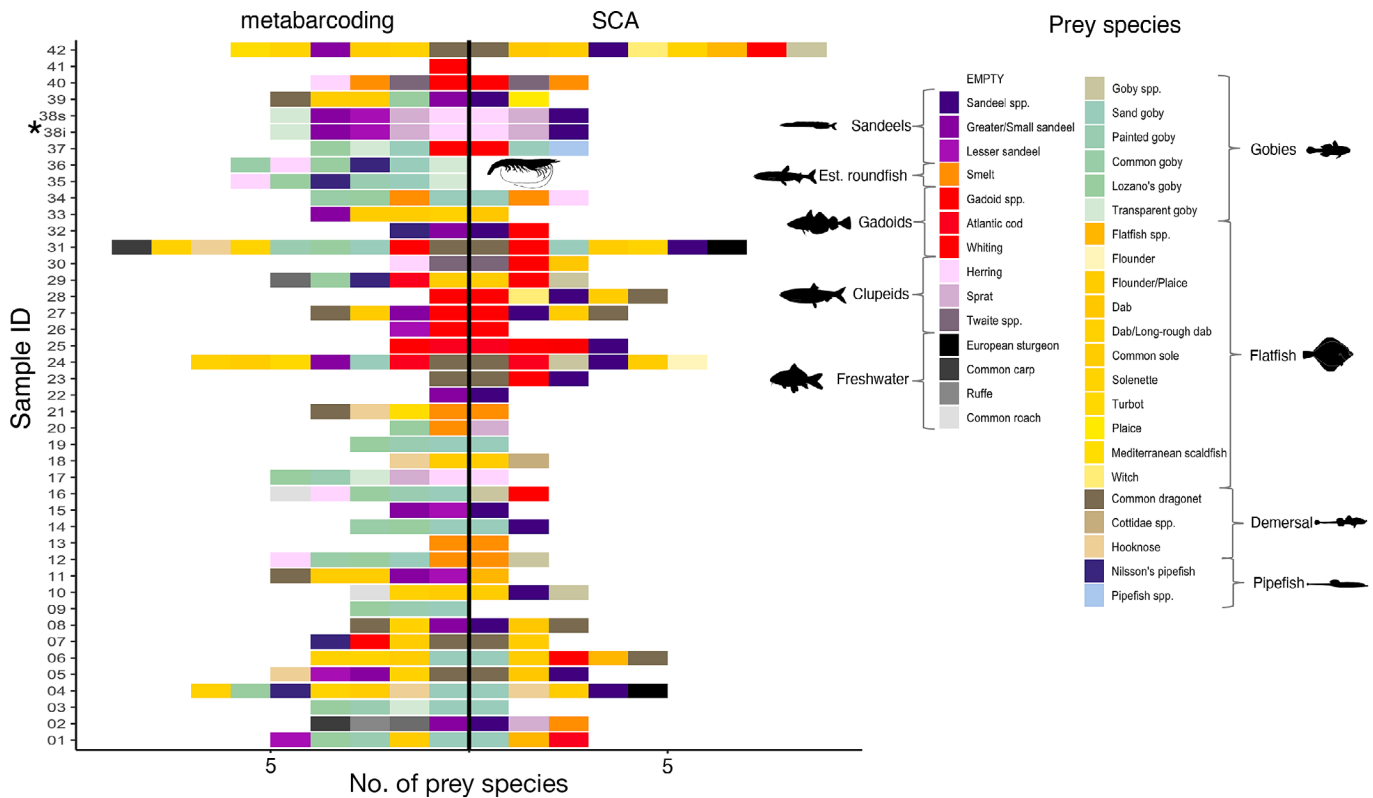 metabarcoding
SCA
Prey species
Sample ID
42
41
40
39
38s
*
38i
37
36
35
34
33
32
31
30
29
28
27
26
25
24
23
22
21
20
19
18
17
16
15
14
13
12
11
10
09
08
07
06
05
04
03
02
01
5
5
No. of prey species
EMPTY
Sandeels
Sandeel spp.
Greater/Small sandeel
Lesser sandeel
Est. roundfish
Smelt
Gadoids
Gadoid spp.
Atlantic cod
Whiting
Clupeids
Herring
Sprat
Twaite spp.
Freshwater
European sturgeon
Common carp
Ruffe
Common roach
Goby spp.
Sand goby
Painted goby
Common goby
Lozano's goby
Transparent goby
Gobies
Flatfish spp.
Flounder
Flounder/Plaice
Dab
Dab/Long-rough dab
Common sole
Solenette
Turbot
Plaice
Mediterranean scaldfish
Witch
Flatfish
Common dragonet
Cottidae spp.
Hooknose
Demersal
Nilsson's pipefish
Pipefish spp.
Pipefish